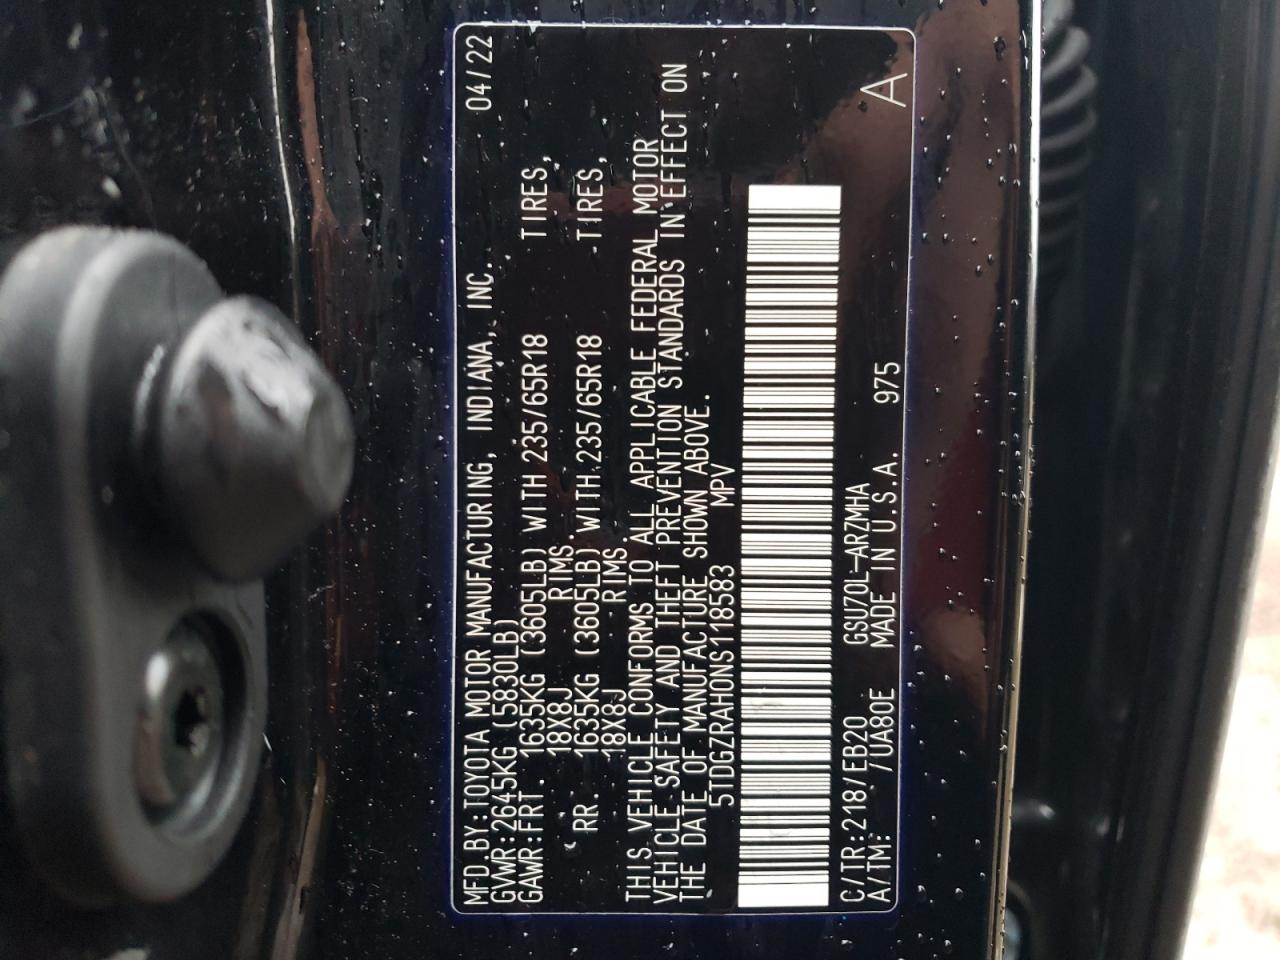 MFD.BY:TOYOTA MOTOR MANUFACTURING, INDIANA, INC. 04/22
GVWR:2645KG (5830LB)
GAWR:FRT. 1635KG (3605LB) WITH 235/65R18 TIRES,
18X8J RIMS.
RR. 1635KG (3605LB) WITH 235/65R18 TIRES,
18X8J RIMS.
THIS VEHICLE CONFORMS TO ALL APPLICABLE FEDERAL MOTOR
VEHICLE SAFETY AND THEFT PREVENTION STANDARDS IN EFFECT ON
THE DATE OF MANUFACTURE SHOWN ABOVE.
5TDGZRAH0NS118583 MPV
C/TR:218/EB20 GSU70L-ARZMHA
A/TM: /UA80E MADE IN U.S.A. 975
A